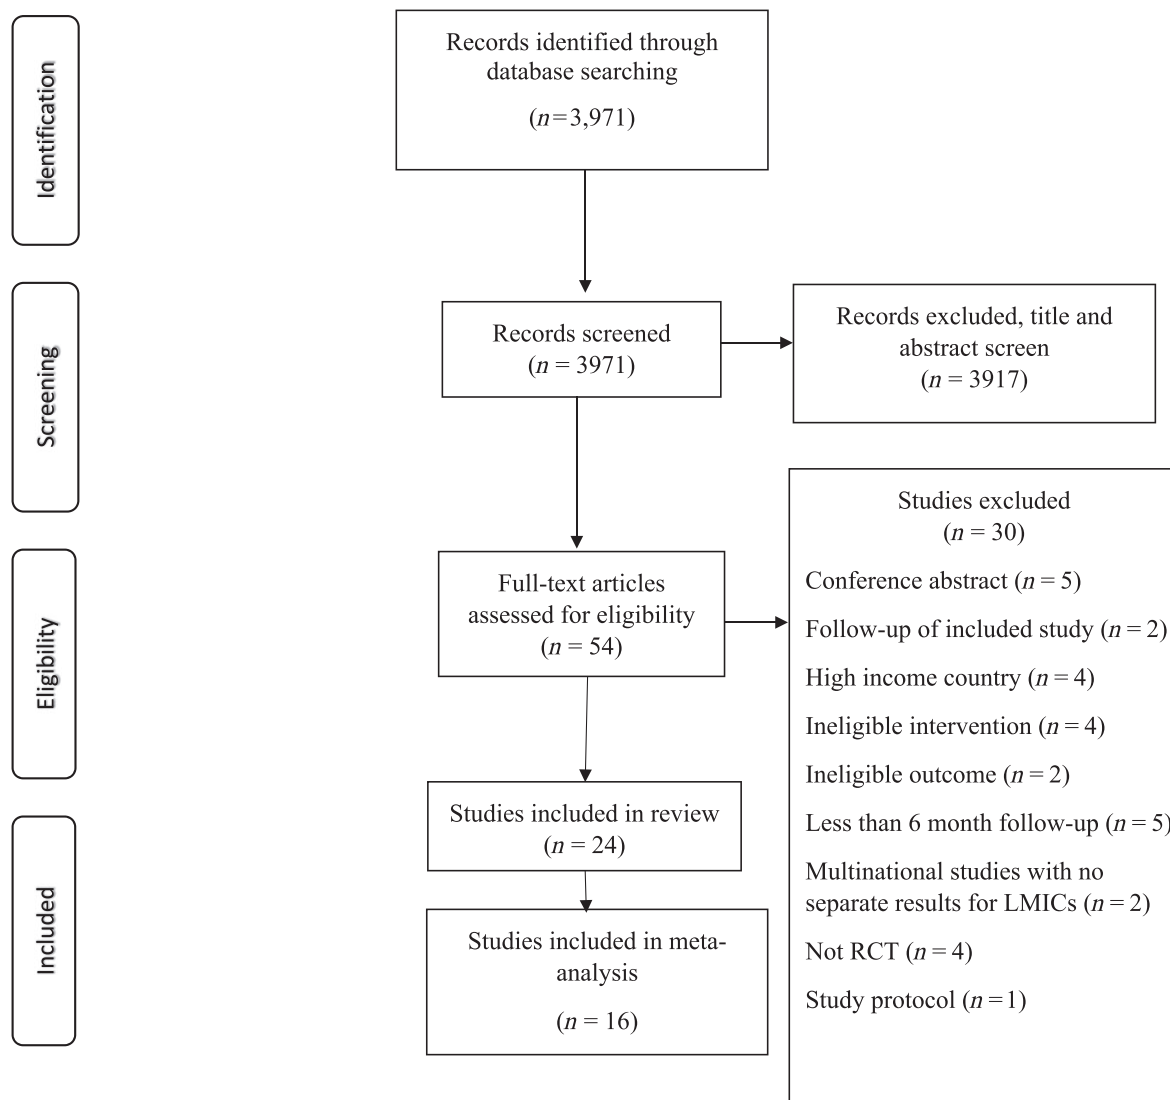 Identification
Records identified through
database searching
(n=3,971)
Screening
Records screened
(n = 3971)
Records excluded, title and
abstract screen
(n = 3917)
Eligibility
Full-text articles
assessed for eligibility
(n = 54)
Studies excluded
(n = 30)
Conference abstract (n = 5)
Follow-up of included study (n = 2)
High income country (n = 4)
Ineligible intervention (n = 4)
Ineligible outcome (n = 2)
Less than 6 month follow-up (n = 5)
Multinational studies with no
separate results for LMICs (n = 2)
Not RCT (n = 4)
Study protocol (n =1)
Included
Studies included in review
(n = 24)
Studies included in meta-
analysis
(n = 16)